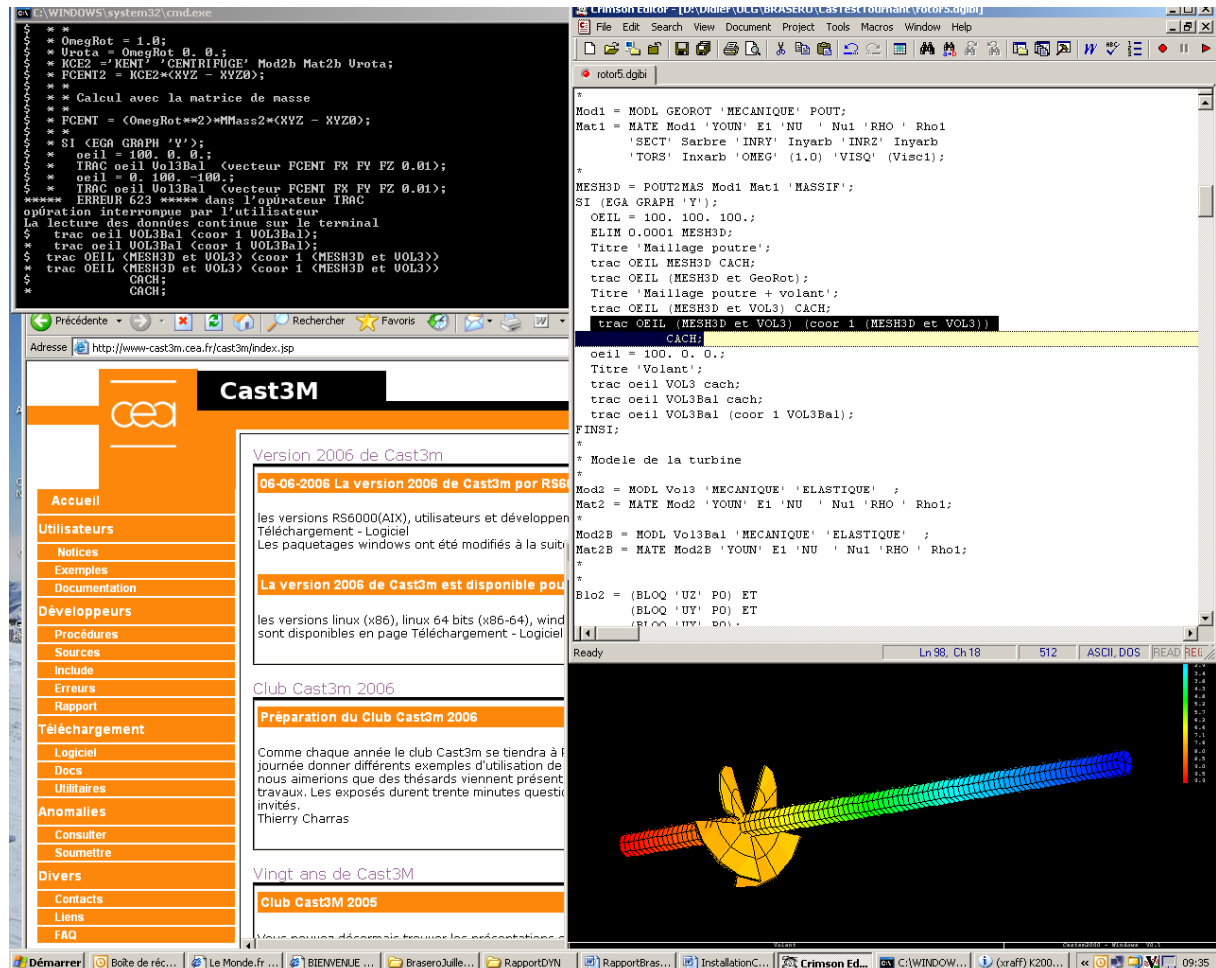 C:\WINDOWS\system32\cmd.exe
$ * *
$ * OmegRot = 1.0;
$ * Vrota = OmegRot 0. 0.;
$ * KCE2 ='KENT' 'CENTRIFUGE' Mod2b Mat2b Vrota;
$ * FCENT2 = KCE2*(XYZ - XYZ0);
$ * *
$ * * Calcul avec la matrice de masse
$ * *
$ * FCENT = (OmegRot**2)*MMass2*(XYZ - XYZ0);
$ * *
$ * SI (EGA GRAPH 'Y');
$ * oeil = 100. 0. 0.;
$ * TRAC oeil Vol3Bal (vecteur FCENT FX FY FZ 0.01);
$ * oeil = 0. 100. -100.;
$ * TRAC oeil Vol3Bal (vecteur FCENT FX FY FZ 0.01);
***** ERREUR 623 ***** dans l'opúrateur TRAC
opúration interrompue par l'utilisateur
La lecture des donnúes continue sur le terminal
$ trac oeil VOL3Bal (coor 1 VOL3Bal);
* trac oeil VOL3Bal (coor 1 VOL3Bal);
$ trac OEIL (MESH3D et VOL3) (coor 1 (MESH3D et VOL3))
* trac OEIL (MESH3D et VOL3) (coor 1 (MESH3D et VOL3))
$ CACH;
* CACH;
Précédente
Rechercher
Favoris
Adresse
http://www-cast3m.cea.fr/cast3m/index.jsp
cea
Cast3M
Accueil
Utilisateurs
Notices
Exemples
Documentation
Développeurs
Procédures
Sources
Include
Erreurs
Rapport
Téléchargement
Logiciel
Docs
Utilitaires
Anomalies
Consulter
Soumettre
Divers
Contacts
Liens
FAQ
Version 2006 de Cast3m
06-06-2006 La version 2006 de Cast3m por RS60
les versions RS6000(AIX), utilisateurs et développen
Téléchargement - Logiciel
Les paquetages windows ont été modifiés à la suite
La version 2006 de Cast3m est disponible pou
les versions linux (x86), linux 64 bits (x86-64), wind
sont disponibles en page Téléchargement - Logiciel
Club Cast3m 2006
Préparation du Club Cast3m 2006
Comme chaque année le club Cast3m se tiendra à
journée donner différents exemples d'utilisation de
nous aimerions que des thésards viennent présent
travaux. Les exposés durent trente minutes questi
invités.
Thierry Charras
Vingt ans de Cast3M
Club Cast3M 2005
Crimson Editor - [D:\Didier\UCG\BRASERO\CasTestTournant\rotor5.dgibi]
File Edit Search View Document Project Tools Macros Window Help
rotor5.dgibi
*
Mod1 = MODL GEOROT 'MECANIQUE' POUT;
Mat1 = MATE Mod1 'YOUN' E1 'NU ' Nu1 'RHO ' Rho1
'SECT' Sarbre 'INRY' Inyarb 'INRZ' Inyarb
'TORS' Inxarb 'OMEG' (1.0) 'VISQ' (Visc1);
*
MESH3D = POUT2MAS Mod1 Mat1 'MASSIF';
SI (EGA GRAPH 'Y');
OEIL = 100. 100. 100.;
ELIM 0.0001 MESH3D;
Titre 'Maillage poutre';
trac OEIL MESH3D CACH;
trac OEIL (MESH3D et GeoRot);
Titre 'Maillage poutre + volant';
trac OEIL (MESH3D et VOL3) CACH;
trac OEIL (MESH3D et VOL3) (coor 1 (MESH3D et VOL3))
CACH;
oeil = 100. 0. 0.;
Titre 'Volant';
trac oeil VOL3 cach;
trac oeil VOL3Bal cach;
trac oeil VOL3Bal (coor 1 VOL3Bal);
FINSI;
*
* Modele de la turbine
*
Mod2 = MODL Vol3 'MECANIQUE' 'ELASTIQUE' ;
Mat2 = MATE Mod2 'YOUN' E1 'NU ' Nu1 'RHO ' Rho1;
*
Mod2B = MODL Vol3Bal 'MECANIQUE' 'ELASTIQUE' ;
Mat2B = MATE Mod2B 'YOUN' E1 'NU ' Nu1 'RHO ' Rho1;
*
*
Blo2 = (BLOQ 'UZ' P0) ET
(BLOQ 'UY' P0) ET
Ready
Ln 98, Ch 18
512
ASCII, DOS
READ
REC
Volant
Castem2000 - Windows V0.1
Démarrer
Boîte de réc...
Le Monde.fr ...
BIENVENUE ...
BraseroJuille...
RapportDYN
RapportBras...
InstallationC...
Crimson Ed...
C:\WINDOW...
(xraff) K200...
09:35